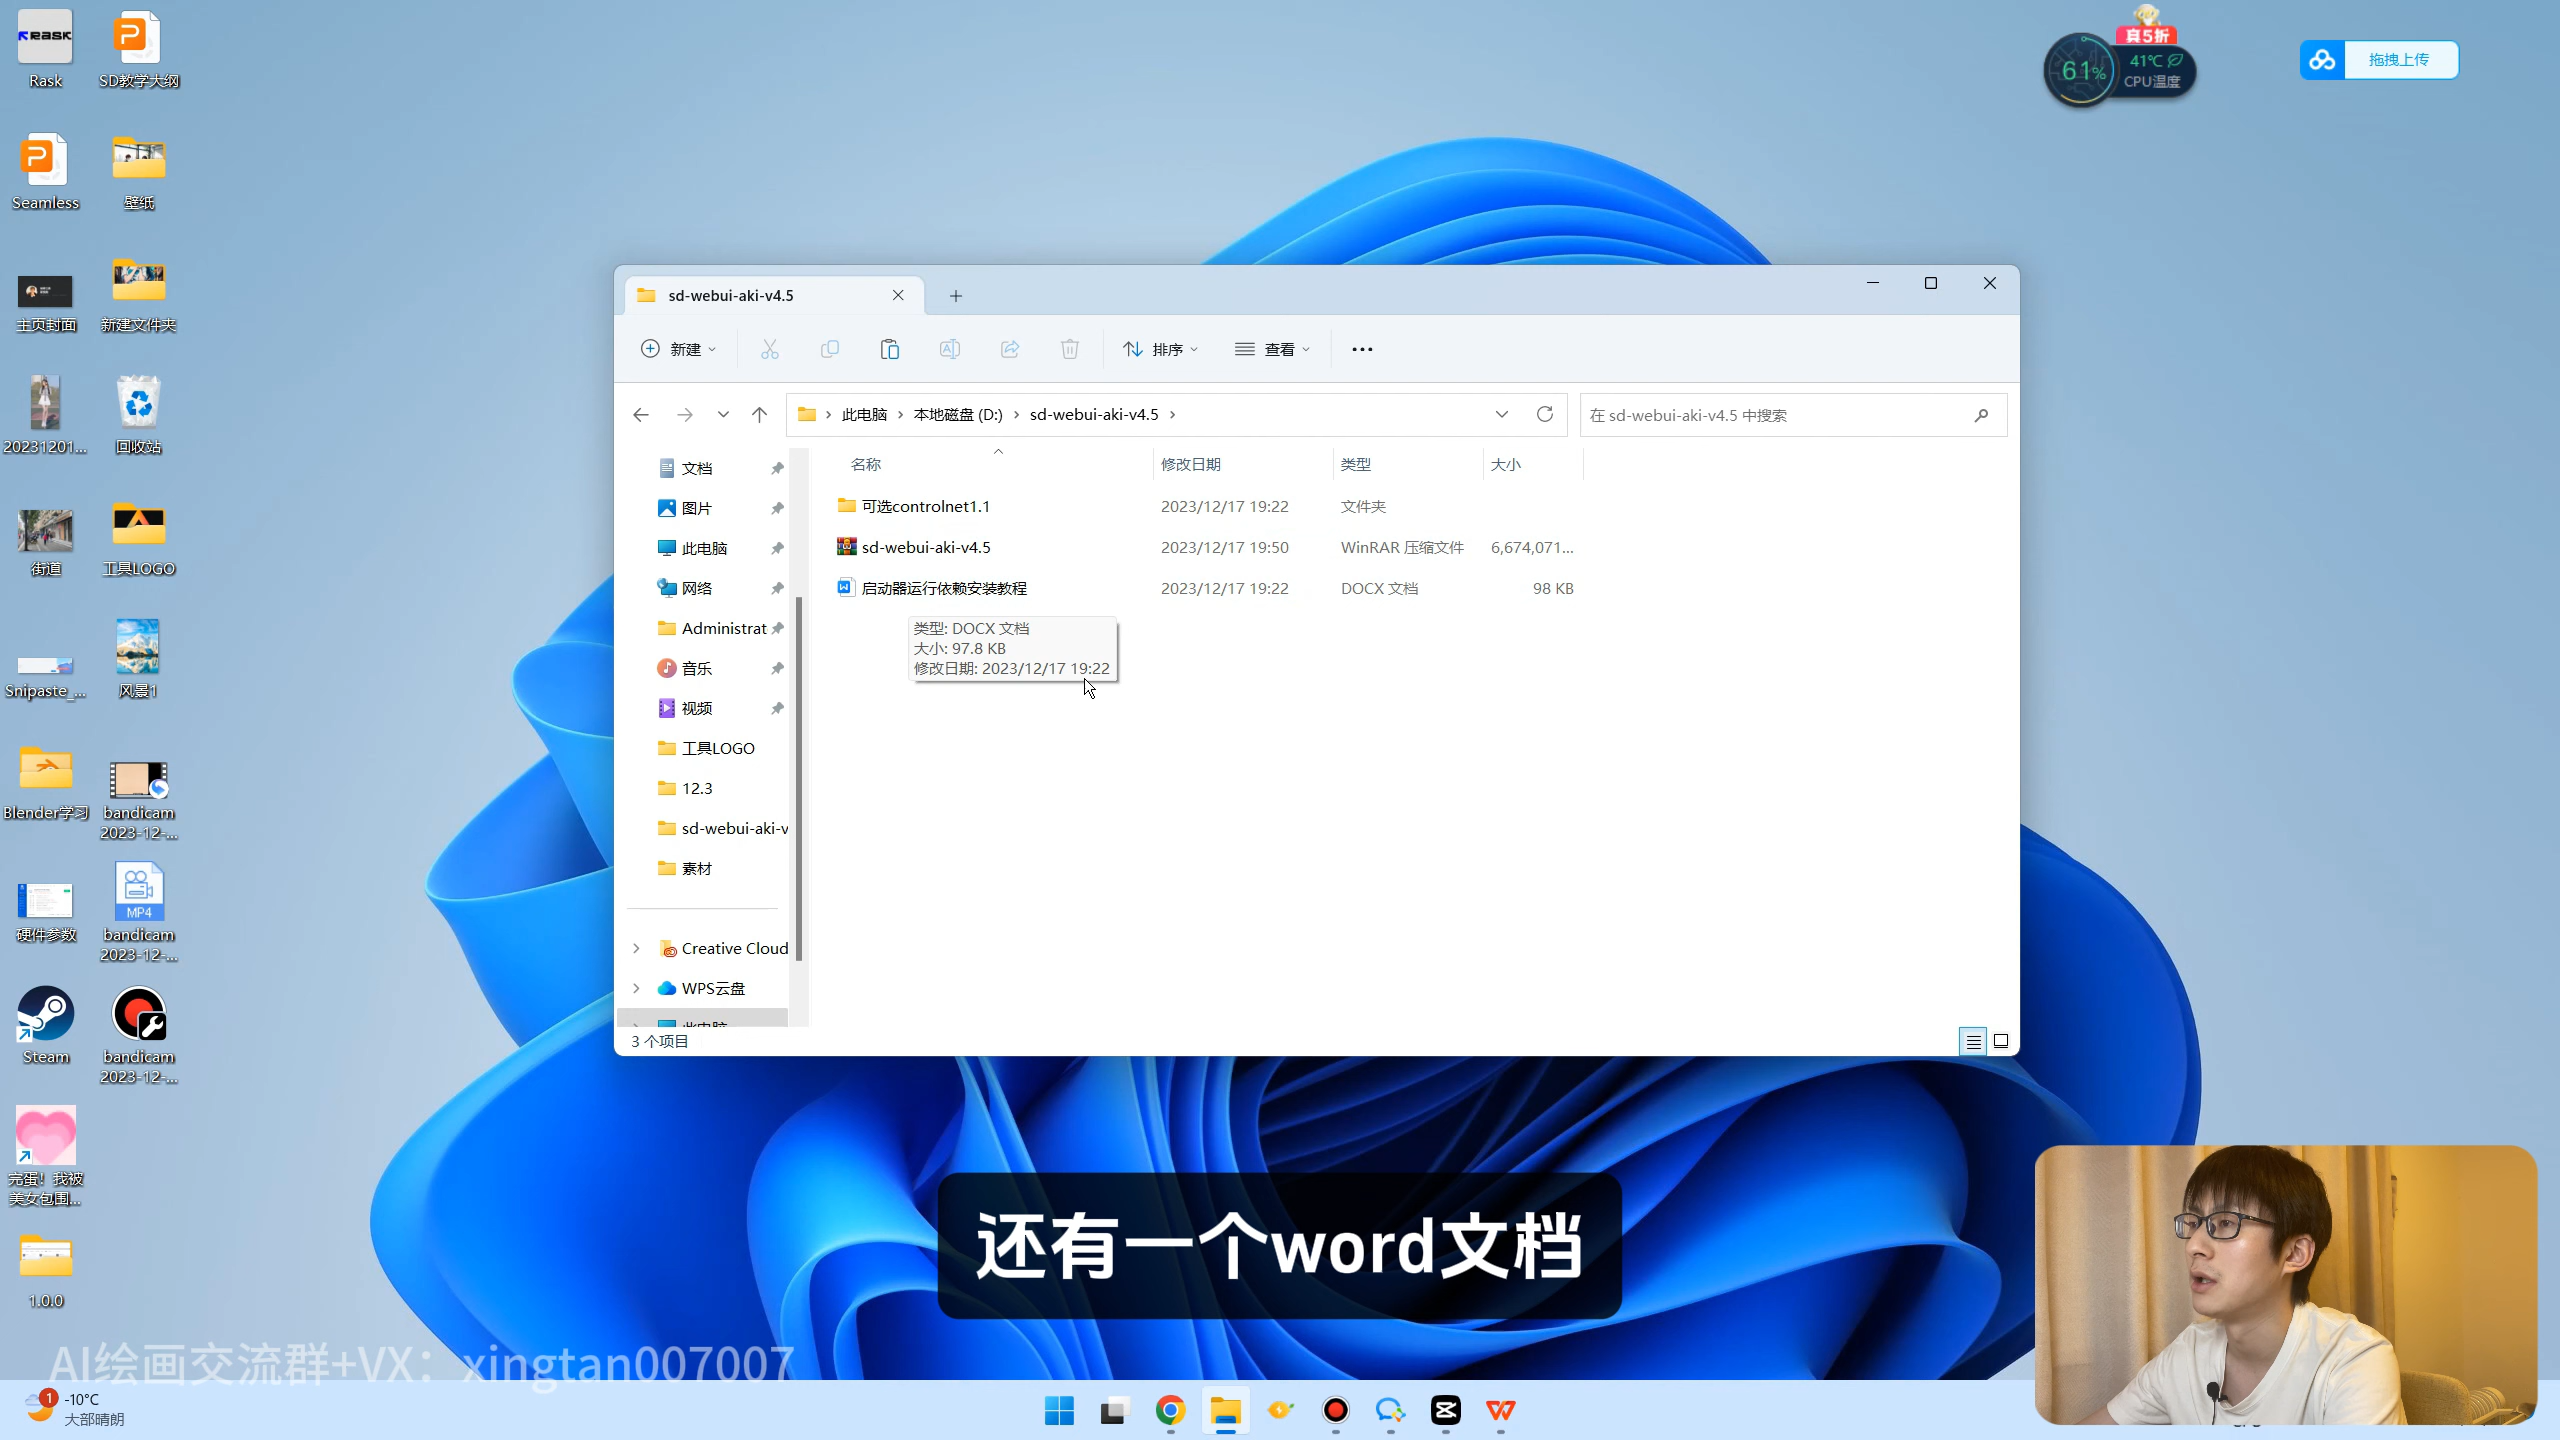 RASK
Rask
SD教学大纲
Seamless
壁纸
主页封面
新建文件夹
20231201...
回收站
街道
工具LOGO
Snipaste_...
风景1
Blender学习
bandicam
2023-12-...
硬件参数
MP4
bandicam
2023-12-...
Steam
bandicam
2023-12-...
完蛋！我被
美女包围...
1.0.0
真5折
61%
41℃
CPU温度
拖拽上传
sd-webui-aki-v4.5
新建
排序
查看
此电脑
本地磁盘 (D:)
sd-webui-aki-v4.5
在 sd-webui-aki-v4.5 中搜索
名称
修改日期
类型
大小
文档
图片
此电脑
网络
Administrat
音乐
视频
工具LOGO
12.3
sd-webui-aki-v
素材
Creative Cloud
WPS云盘
此电脑
可选controlnet1.1 2023/12/17 19:22 文件夹
sd-webui-aki-v4.5 2023/12/17 19:50 WinRAR 压缩文件 6,674,071...
启动器运行依赖安装教程 2023/12/17 19:22 DOCX 文档 98 KB
类型: DOCX 文档
大小: 97.8 KB
修改日期: 2023/12/17 19:22
3 个项目
还有一个word文档
AI绘画交流群+VX：xingtan007007
1
-10°C
大部晴朗